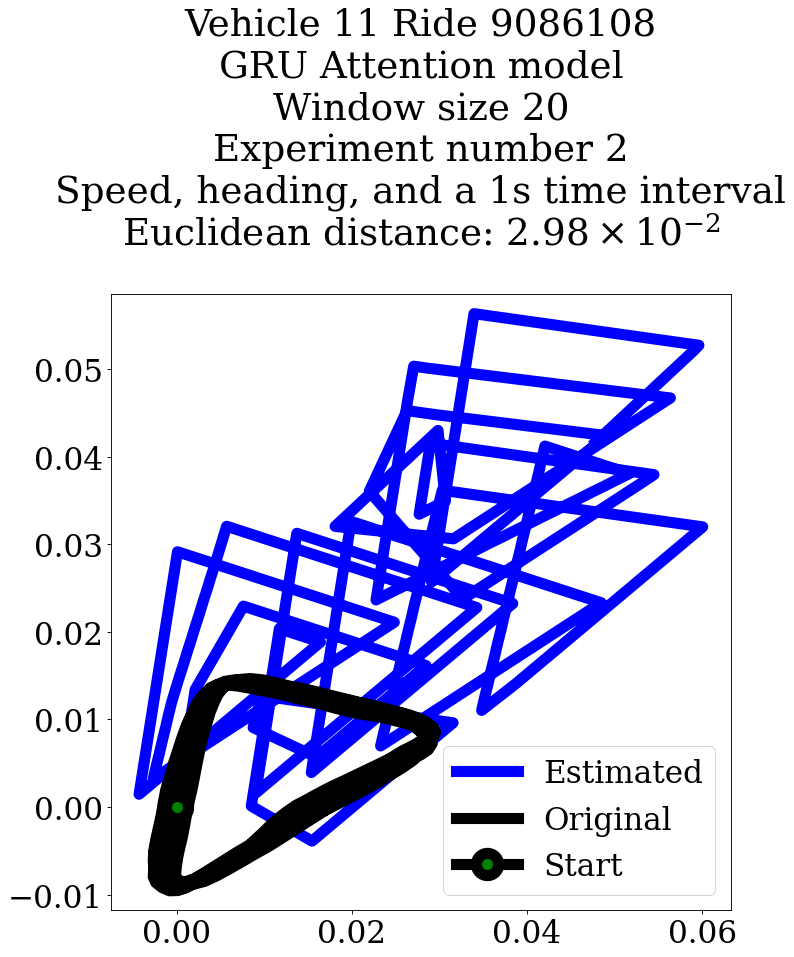 Vehicle 11 Ride 9086108
GRU Attention model
Window size 20
Experiment number 2
Speed, heading, and a 1s time interval
Euclidean distance: 2.98 × 10⁻²
0.05
0.04
0.03
0.02
0.01
0.00
−0.01
Estimated
Original
Start
0.00 0.02 0.04 0.06